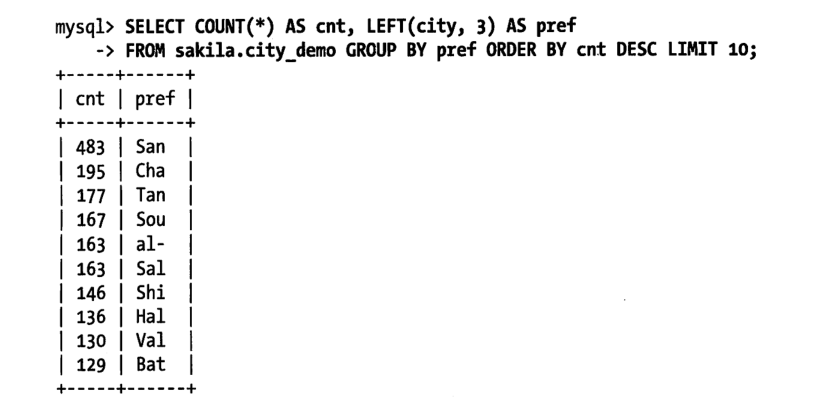 mysql> SELECT COUNT(*) AS cnt, LEFT(city, 3) AS pref
    -> FROM sakila.city_demo GROUP BY pref ORDER BY cnt DESC LIMIT 10;
+-----+------+
| cnt | pref |
+-----+------+
| 483 | San  |
| 195 | Cha  |
| 177 | Tan  |
| 167 | Sou  |
| 163 | al-  |
| 163 | Sal  |
| 146 | Shi  |
| 136 | Hal  |
| 130 | Val  |
| 129 | Bat  |
+-----+------+